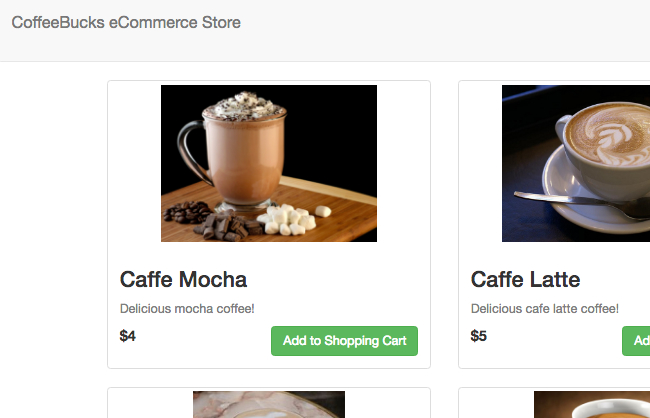 CoffeeBucks eCommerce Store
Caffe Mocha
Delicious mocha coffee!
$4
Add to Shopping Cart
Caffe Latte
Delicious cafe latte coffee!
$5
Ad